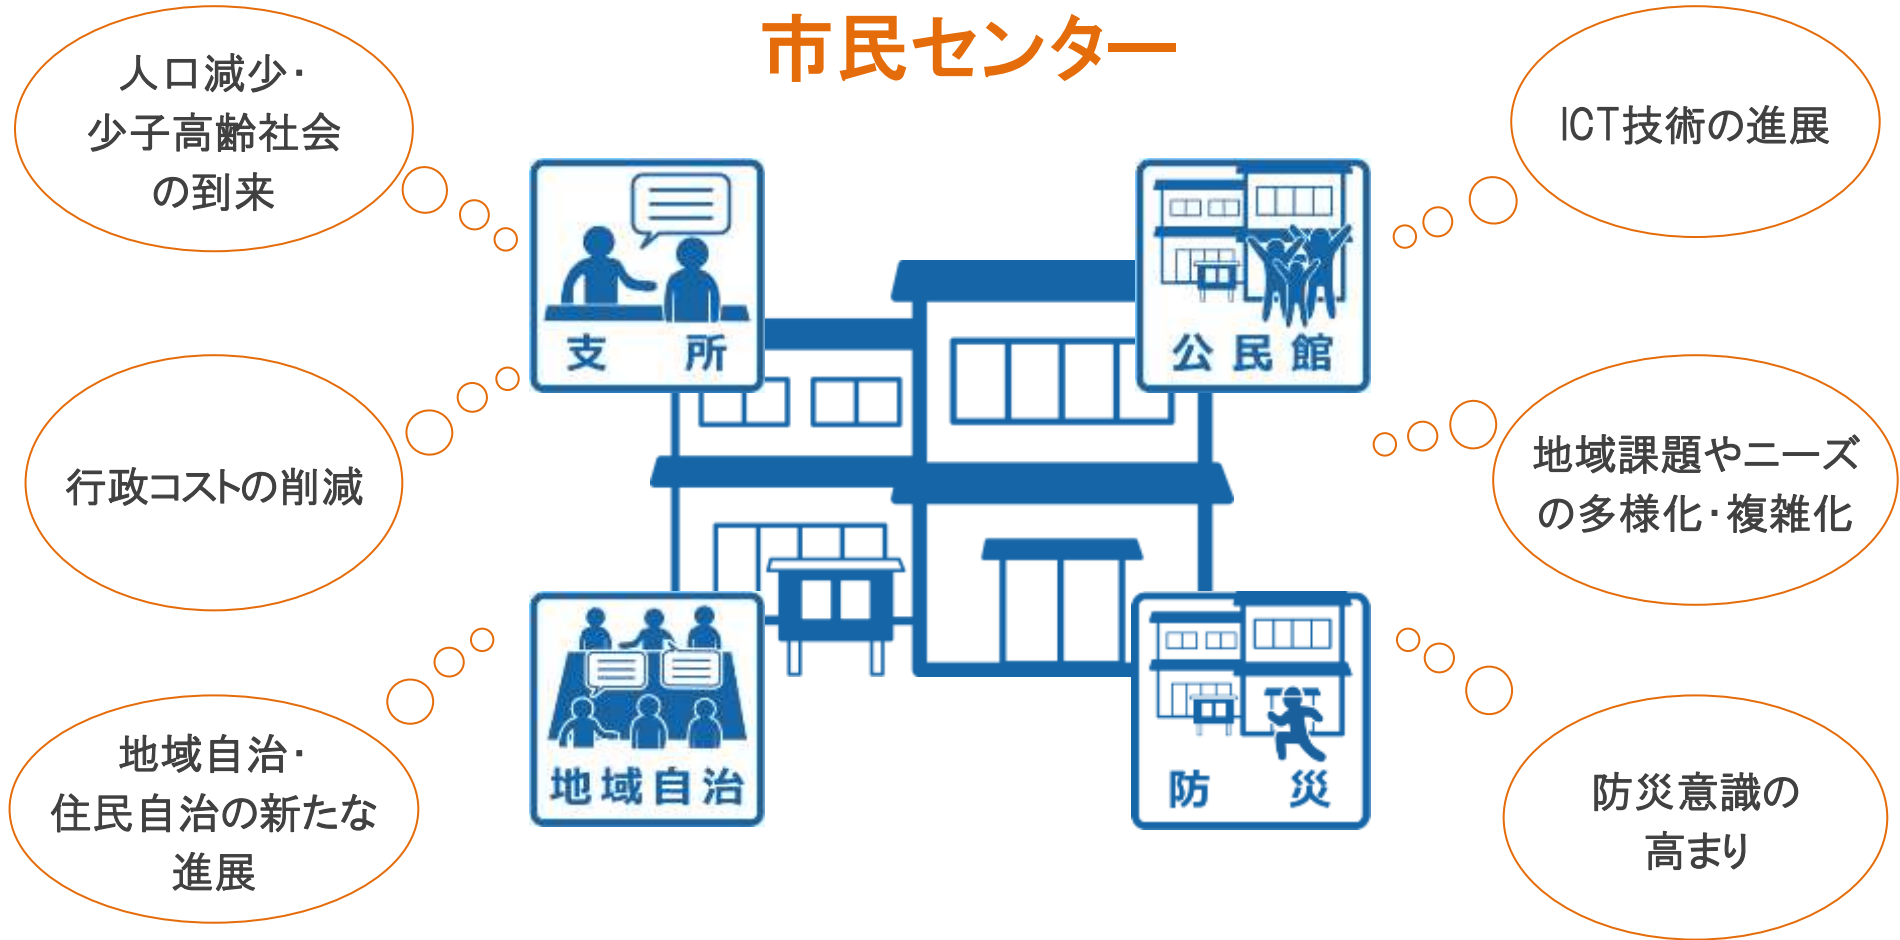 市民センター
人口減少・
少子高齢社会
の到来
ICT技術の進展
支 所
公民館
行政コストの削減
地域課題やニーズ
の多様化・複雑化
地域自治
防 災
地域自治・
住民自治の新たな
進展
防災意識の
高まり